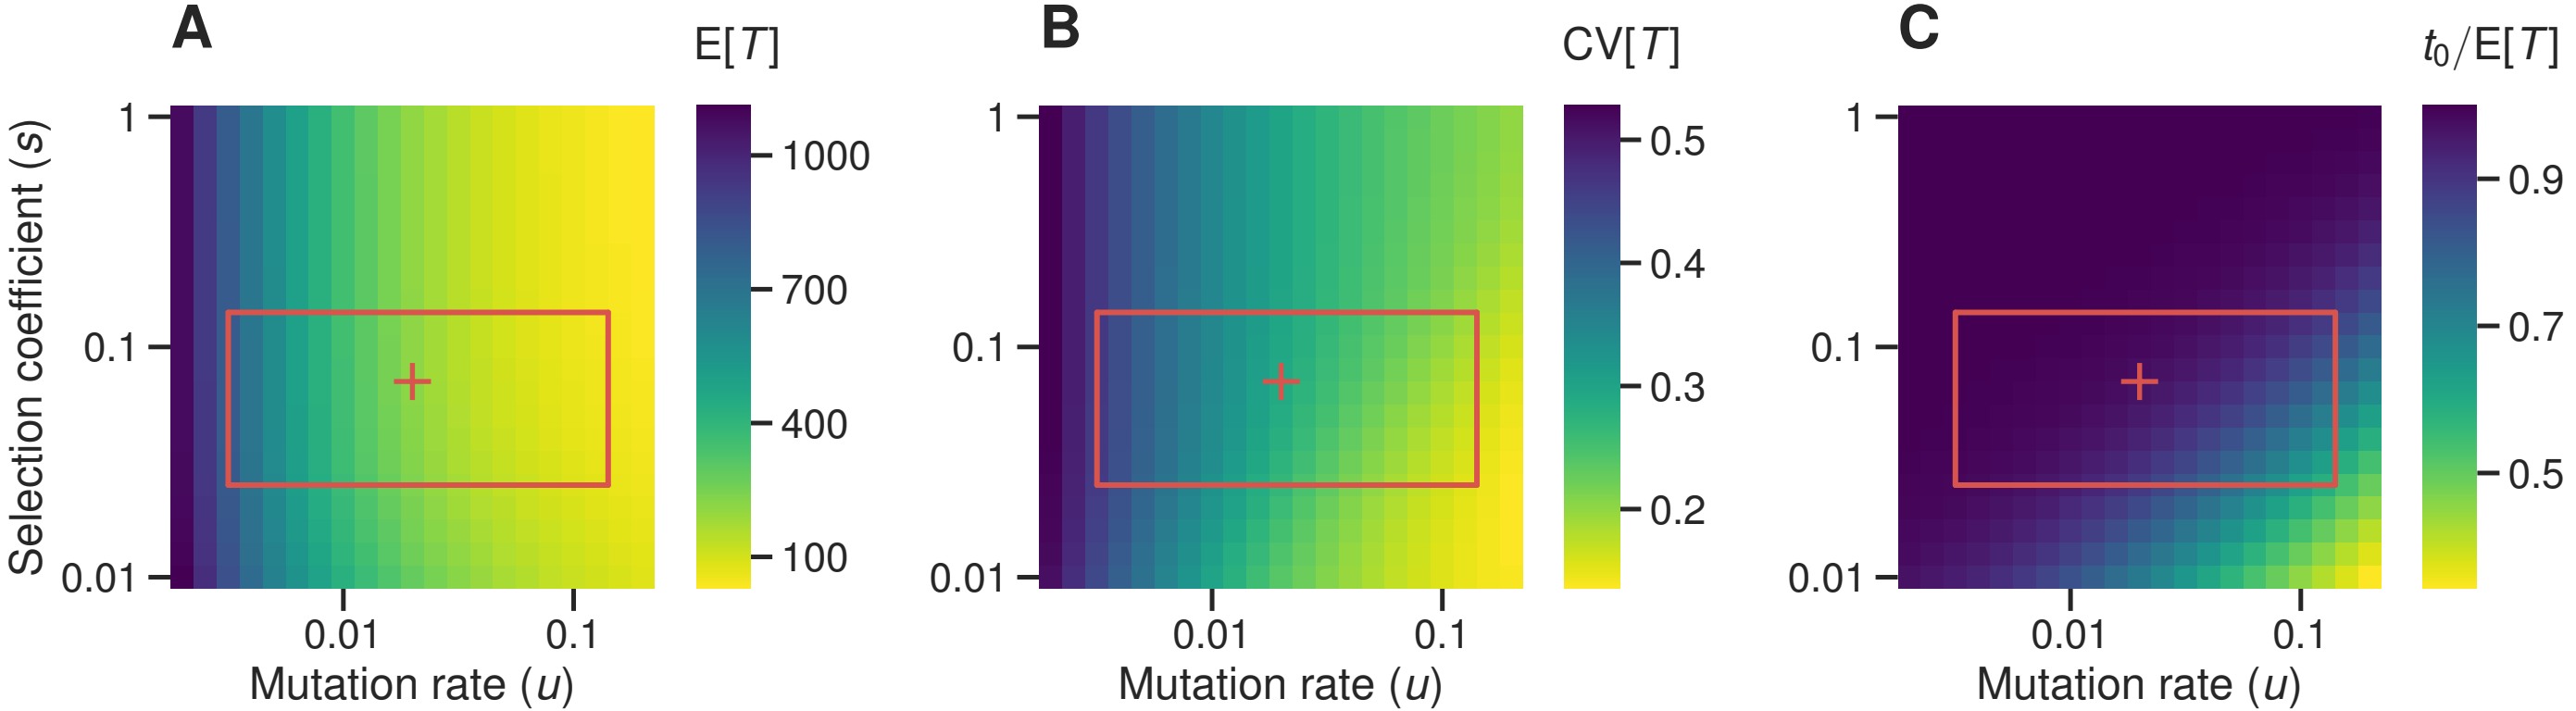 A
E[T]
Selection coefficient (s)
1
0.1
0.01
0.01
0.1
Mutation rate (u)
1000
700
400
100
B
CV[T]
1
0.1
0.01
0.01
0.1
Mutation rate (u)
0.5
0.4
0.3
0.2
C
t₀/E[T]
1
0.1
0.01
0.01
0.1
Mutation rate (u)
0.9
0.7
0.5